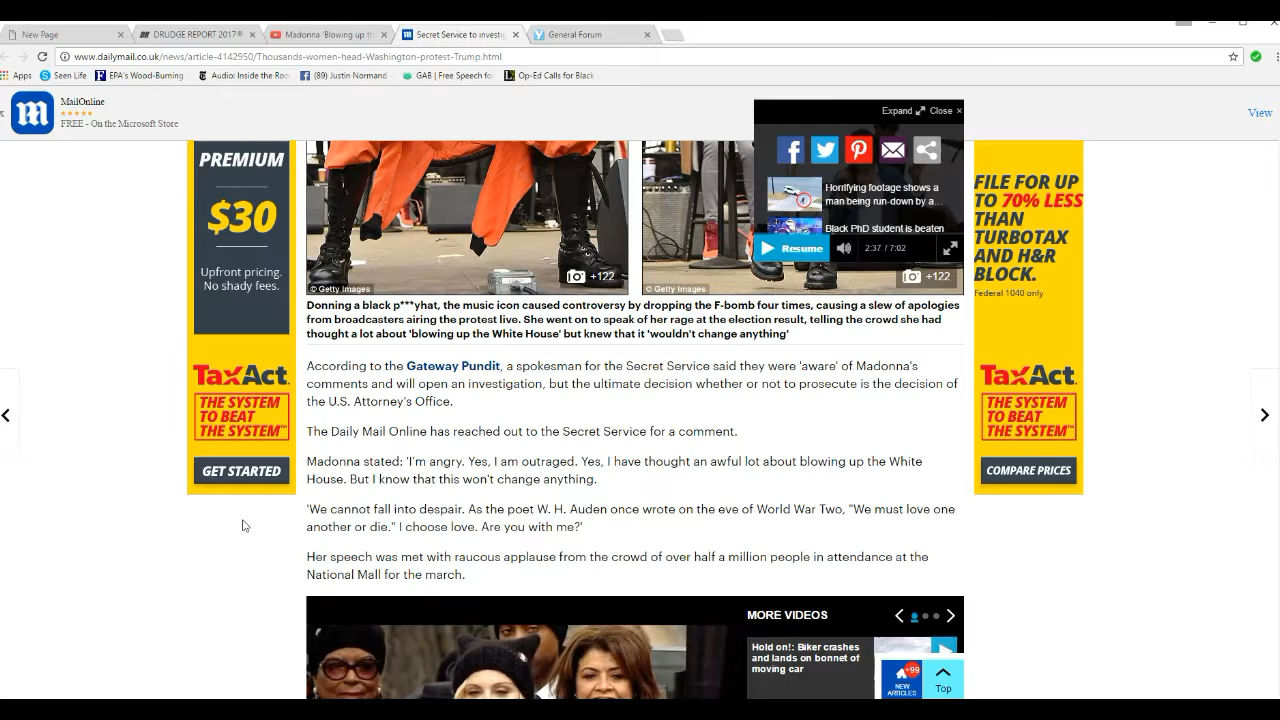 New Page
DRUDGE REPORT 2017®
Madonna 'Blowing up th
Secret Service to investig
General Forum
www.dailymail.co.uk/news/article-4142950/Thousands-women-head-Washington-protest-Trump.html
Apps
Seen Life
EPA's Wood-Burning
Audio: Inside the Roo
(89) Justin Normand
GAB | Free Speech fo
Op-Ed Calls for Black
MailOnline
FREE - On the Microsoft Store
View
PREMIUM
$30
Upfront pricing.
No shady fees.
TaxAct.
THE SYSTEM
TO BEAT
THE SYSTEM™
GET STARTED
+122
© Getty Images
+122
© Getty Images
Expand
Close ×
Horrifying footage shows a
man being run-down by a...
Black PhD student is beaten
Resume
2:37 / 7:02
FILE FOR UP
TO 70% LESS
THAN
TURBOTAX
AND H&R
BLOCK.
Federal 1040 only
TaxAct.
THE SYSTEM
TO BEAT
THE SYSTEM™
COMPARE PRICES
Donning a black p***yhat, the music icon caused controversy by dropping the F-bomb four times, causing a slew of apologies
from broadcasters airing the protest live. She went on to speak of her rage at the election result, telling the crowd she had
thought a lot about 'blowing up the White House' but knew that it 'wouldn't change anything'
According to the Gateway Pundit, a spokesman for the Secret Service said they were 'aware' of Madonna's
comments and will open an investigation, but the ultimate decision whether or not to prosecute is the decision of
the U.S. Attorney's Office.
The Daily Mail Online has reached out to the Secret Service for a comment.
Madonna stated: 'I'm angry. Yes, I am outraged. Yes, I have thought an awful lot about blowing up the White
House. But I know that this won't change anything.
'We cannot fall into despair. As the poet W. H. Auden once wrote on the eve of World War Two, "We must love one
another or die." I choose love. Are you with me?'
Her speech was met with raucous applause from the crowd of over half a million people in attendance at the
National Mall for the march.
MORE VIDEOS
Hold on!: Biker crashes
and lands on bonnet of
moving car
+99
NEW
ARTICLES
Top